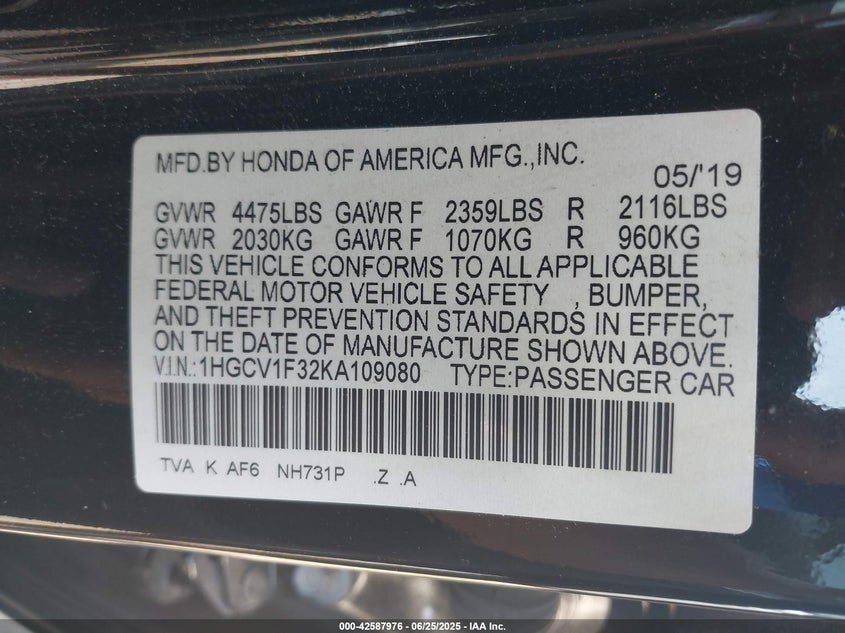 MFD.BY HONDA OF AMERICA MFG.,INC.
05/'19
GVWR 4475LBS GAWR F 2359LBS R 2116LBS
GVWR 2030KG GAWR F 1070KG R 960KG
THIS VEHICLE CONFORMS TO ALL APPLICABLE
FEDERAL MOTOR VEHICLE SAFETY , BUMPER,
AND THEFT PREVENTION STANDARDS IN EFFECT
ON THE DATE OF MANUFACTURE SHOWN ABOVE.
V.I.N.:1HGCV1F32KA109080 TYPE:PASSENGER CAR
TVA K AF6 NH731P .Z .A
000-42587976 - 06/25/2025 - IAA Inc.